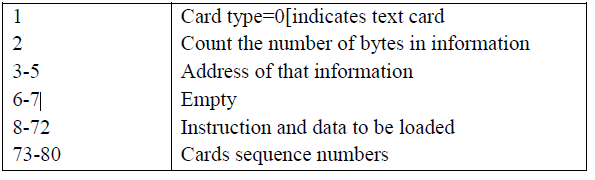 1 Card type=0[indicates text card
2 Count the number of bytes in information
3-5 Address of that information
6-7 Empty
8-72 Instruction and data to be loaded
73-80 Cards sequence numbers